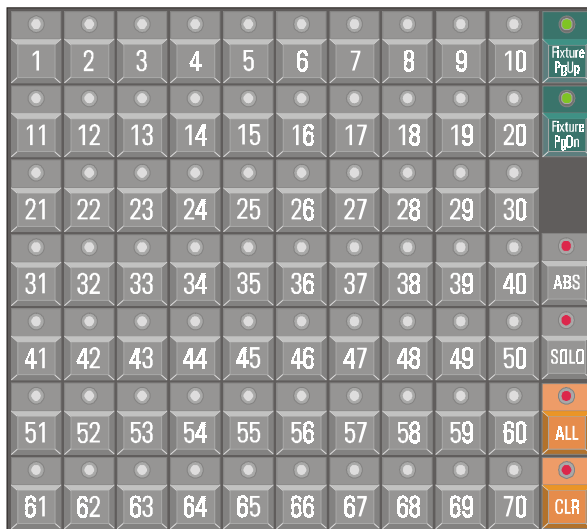 1 2 3 4 5 6 7 8 9 10 Fixture PgUp
11 12 13 14 15 16 17 18 19 20 Fixture PgDn
21 22 23 24 25 26 27 28 29 30
31 32 33 34 35 36 37 38 39 40 ABS
41 42 43 44 45 46 47 48 49 50 SOLO
51 52 53 54 55 56 57 58 59 60 ALL
61 62 63 64 65 66 67 68 69 70 CLR